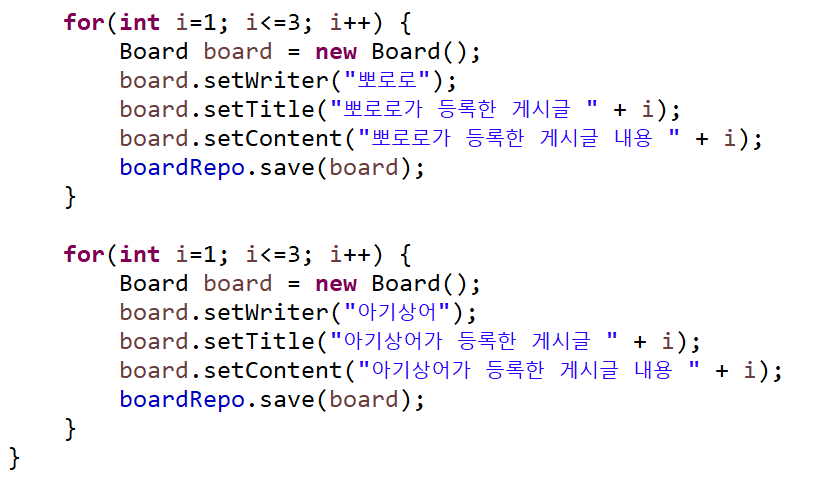 for(int i=1; i<=3; i++) {
    Board board = new Board();
    board.setWriter("뽀로로");
    board.setTitle("뽀로로가 등록한 게시글 " + i);
    board.setContent("뽀로로가 등록한 게시글 내용 " + i);
    boardRepo.save(board);
}
for(int i=1; i<=3; i++) {
    Board board = new Board();
    board.setWriter("아기상어");
    board.setTitle("아기상어가 등록한 게시글 " + i);
    board.setContent("아기상어가 등록한 게시글 내용 " + i);
    boardRepo.save(board);
}
}